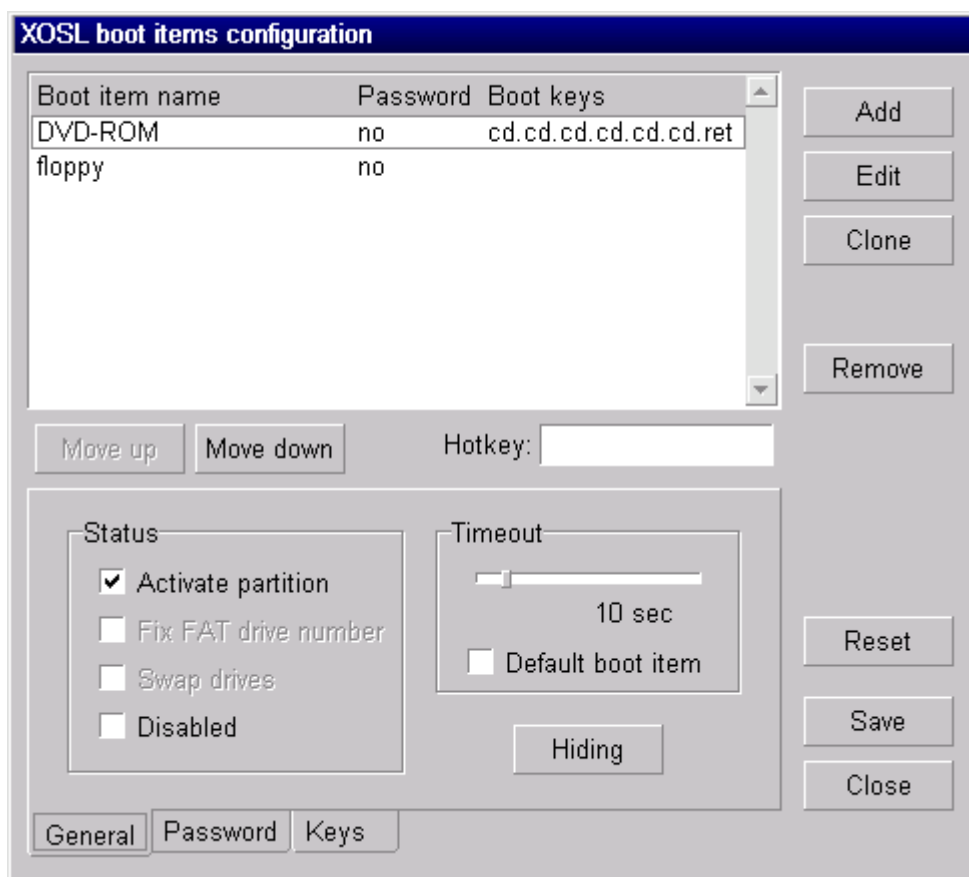 XOSL boot items configuration
Boot item name Password Boot keys
DVD-ROM no cd.cd.cd.cd.cd.cd.ret
floppy no
Add
Edit
Clone
Remove
Move up Move down Hotkey:
Status
Activate partition
Fix FAT drive number
Swap drives
Disabled
Timeout
10 sec
Default boot item
Hiding
Reset
Save
Close
General Password Keys